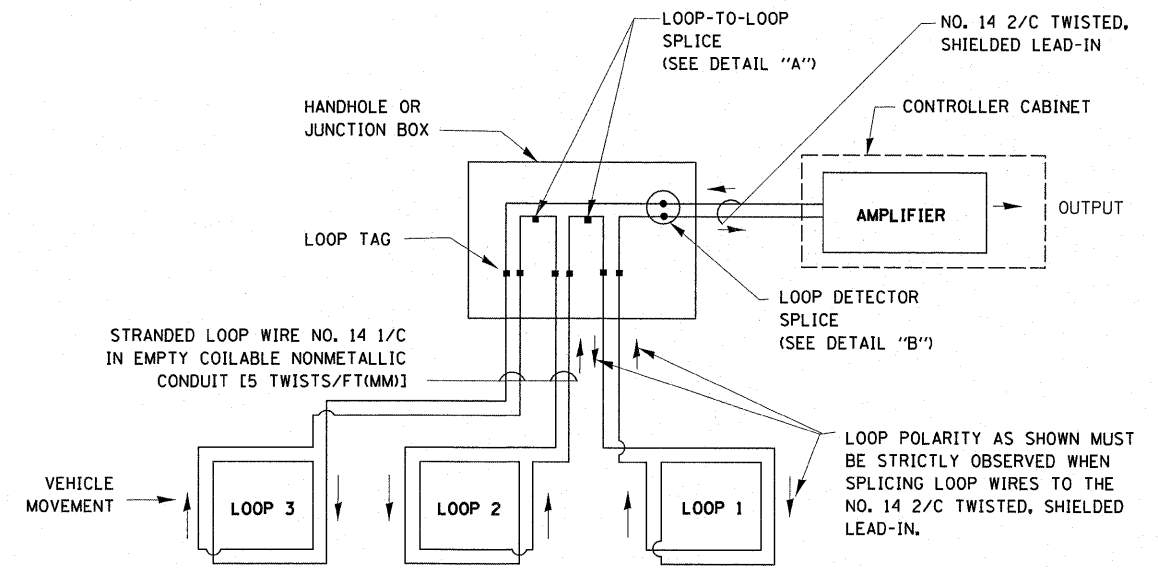 LOOP-TO-LOOP
SPLICE
(SEE DETAIL "A")
NO. 14 2/C TWISTED,
SHIELDED LEAD-IN
HANDHOLE OR
JUNCTION BOX
CONTROLLER CABINET
AMPLIFIER
OUTPUT
LOOP TAG
LOOP DETECTOR
SPLICE
(SEE DETAIL "B")
STRANDED LOOP WIRE NO. 14 1/C
IN EMPTY COILABLE NONMETALLIC
CONDUIT [5 TWISTS/FT(MM)]
LOOP POLARITY AS SHOWN MUST
BE STRICTLY OBSERVED WHEN
SPLICING LOOP WIRES TO THE
NO. 14 2/C TWISTED, SHIELDED
LEAD-IN.
VEHICLE
MOVEMENT
LOOP 3
LOOP 2
LOOP 1